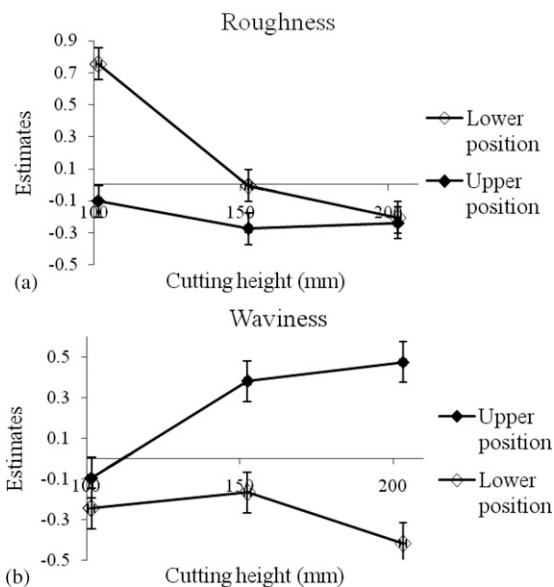 Roughness
0.9
0.7
0.5
0.3
0.1
-0.1
-0.3
-0.5
Estimates
100
150
200
Cutting height (mm)
Lower
position
Upper
position
(a)
Waviness
0.5
0.3
0.1
-0.1
-0.3
-0.5
Estimates
100
150
200
Cutting height (mm)
Upper
position
Lower
position
(b)